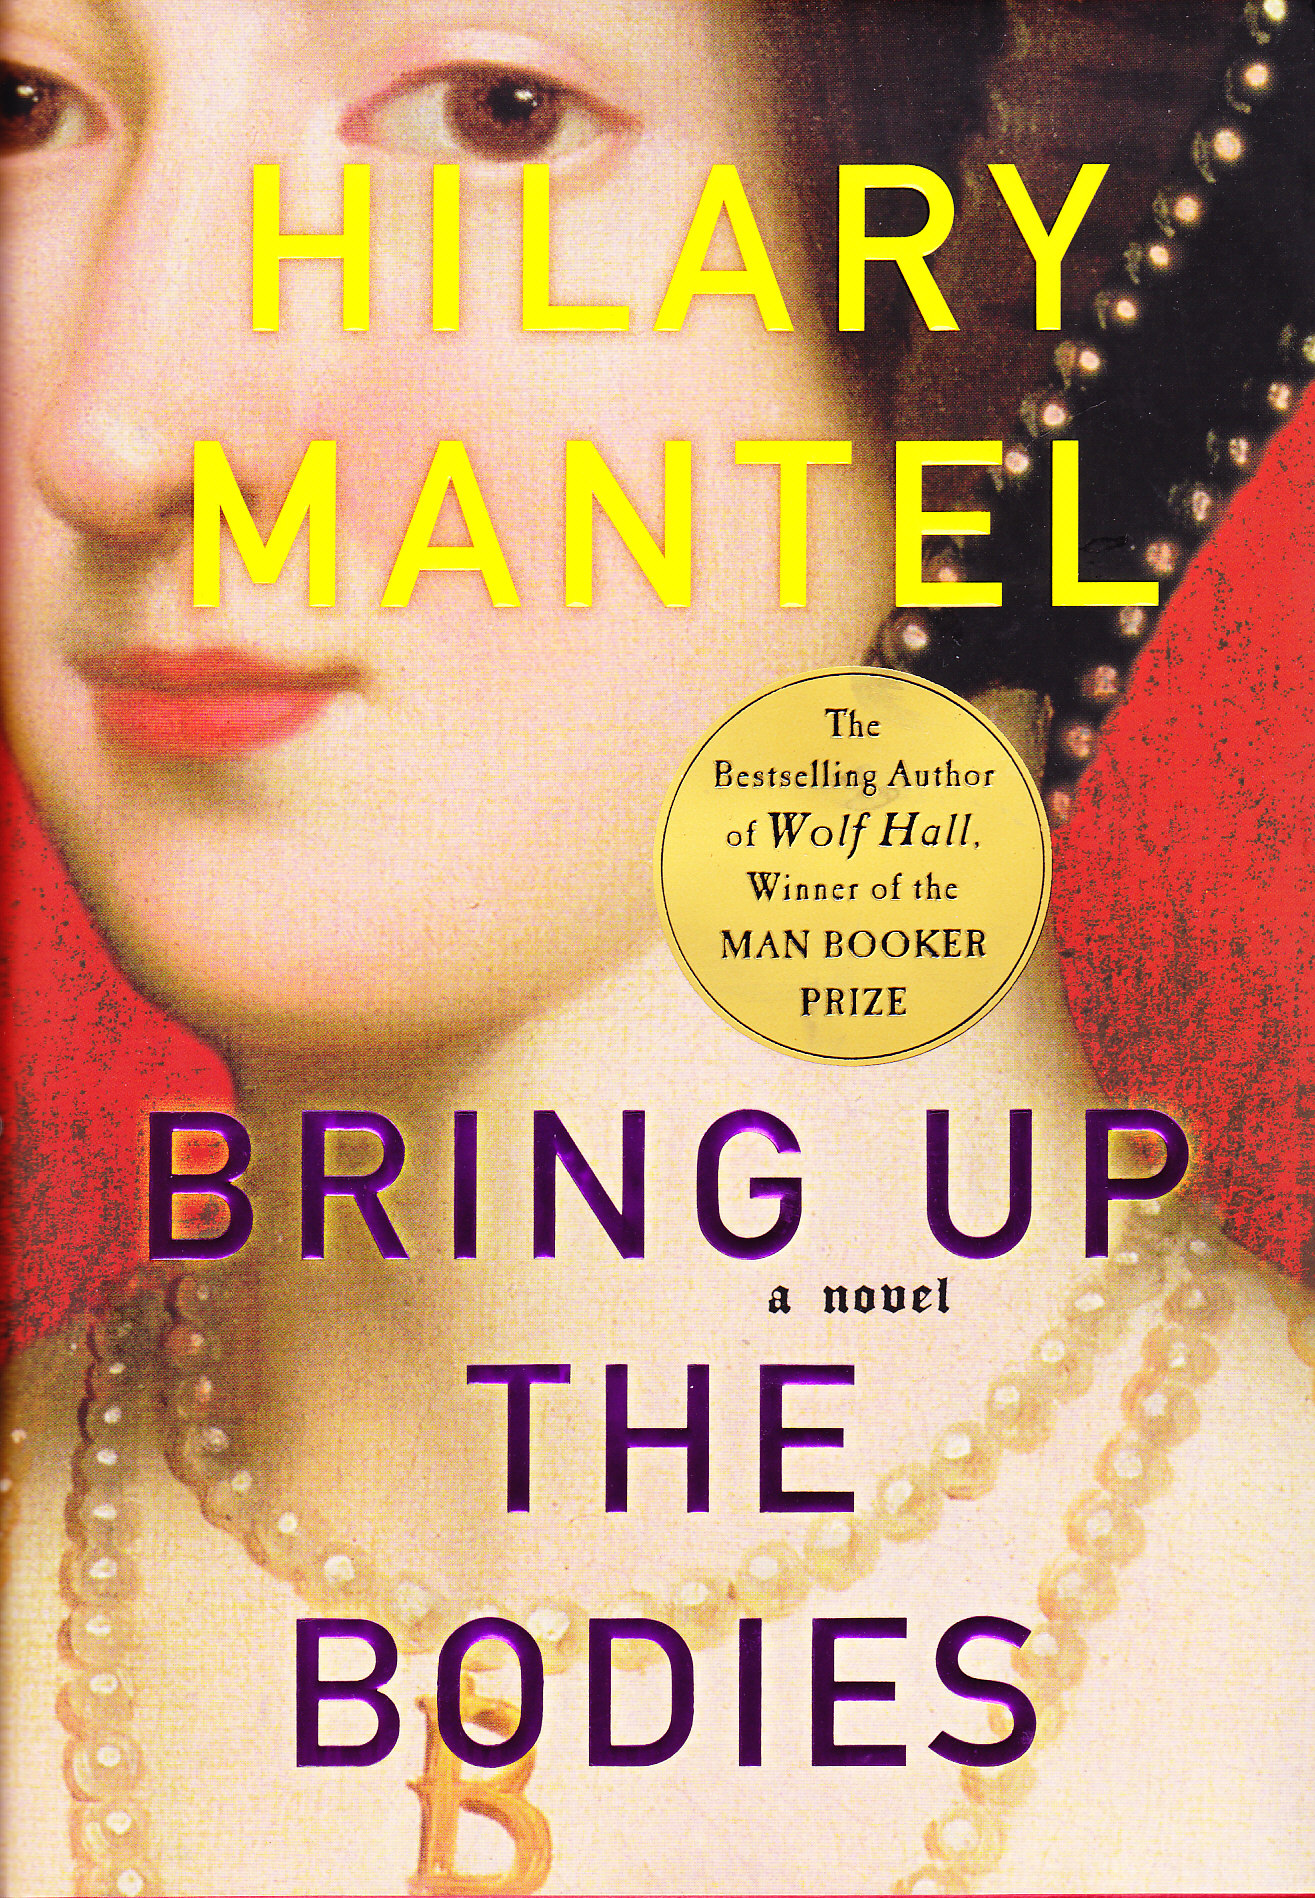 HILARY
MANTEL
The
Bestselling Author
of Wolf Hall,
Winner of the
MAN BOOKER
PRIZE
BRING UP
a novel
THE
BODIES
B